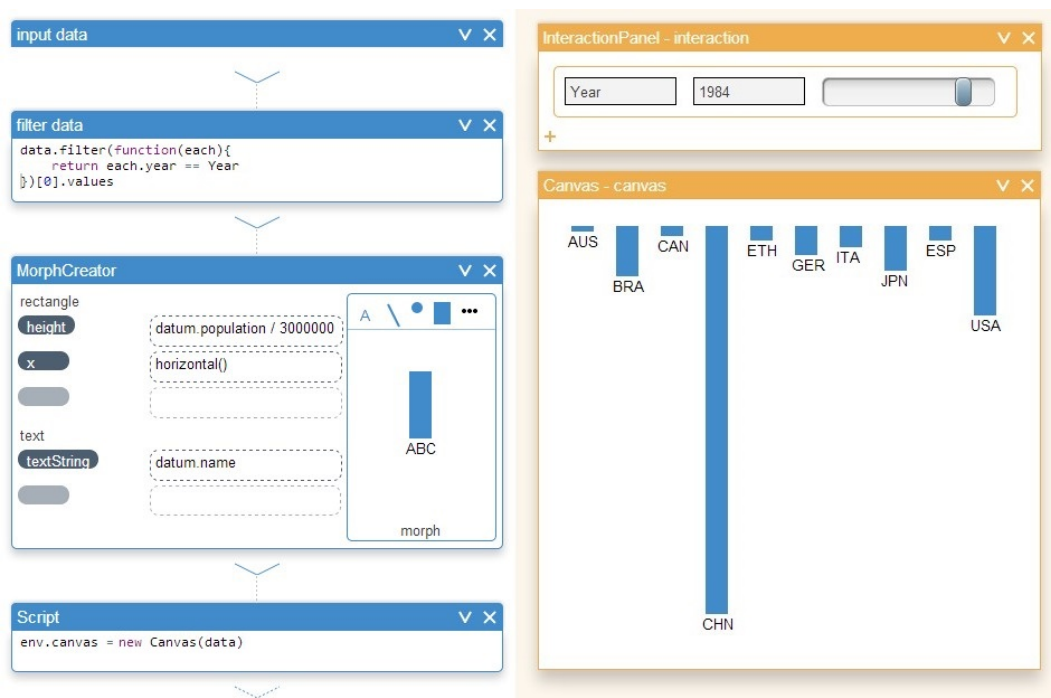 input data
filter data
data.filter(function(each){
return each.year == Year
})[0].values
MorphCreator
rectangle
height
datum.population / 3000000
x
horizontal()
text
textString
datum.name
A
•••
ABC
morph
Script
env.canvas = new Canvas(data)
InteractionPanel - interaction
Year
1984
+
Canvas - canvas
AUS
BRA
CAN
CHN
ETH
GER
ITA
JPN
ESP
USA